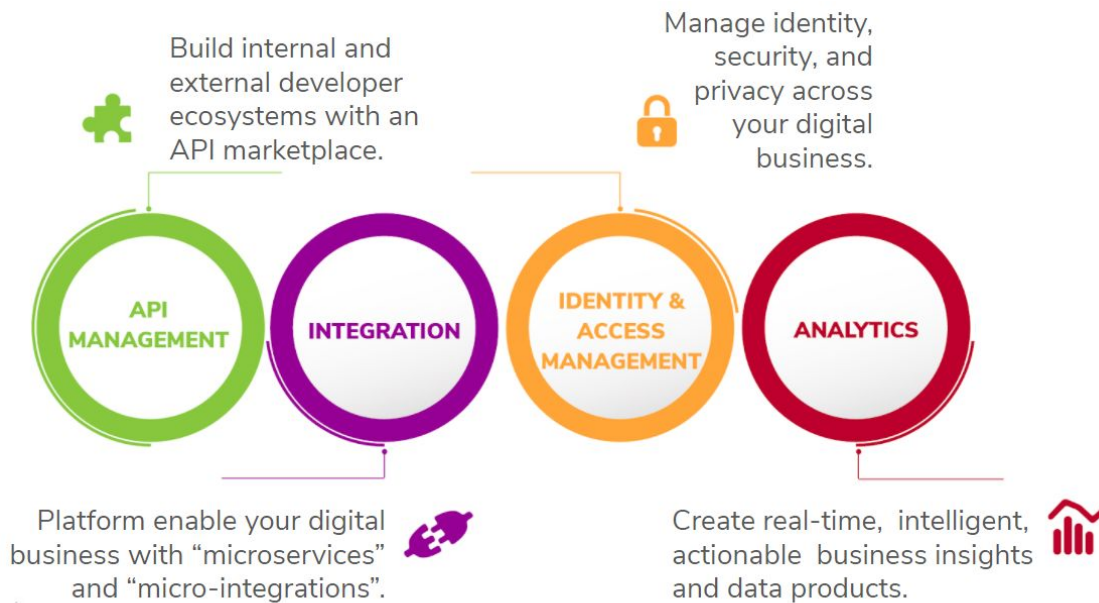 Build internal and
external developer
ecosystems with an
API marketplace.
Manage identity,
security, and
privacy across
your digital
business.
API
MANAGEMENT
INTEGRATION
IDENTITY &
ACCESS
MANAGEMENT
ANALYTICS
Platform enable your digital
business with “microservices”
and “micro-integrations”.
Create real-time, intelligent,
actionable business insights
and data products.